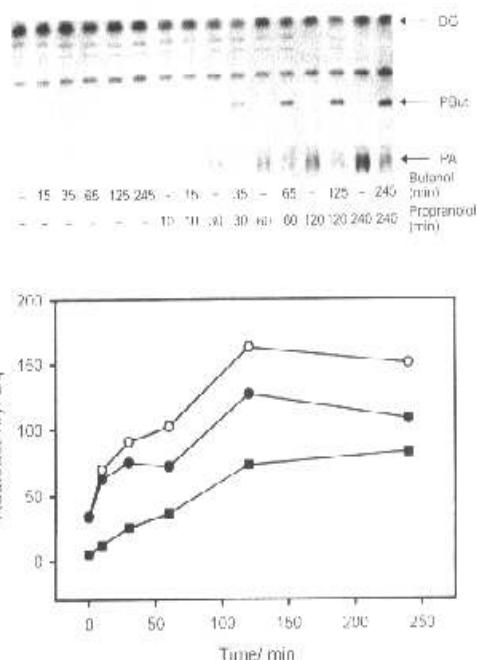 DG
PBut
PA
Butanol
- 15 35 65 125 245 - 15 - 35 - 65 - 125 - 245 (min)
- - - - - - 10 10 30 30 60 60 120 120 240 240 Propranolol
(min)
200
150
100
50
0
0 50 100 150 200 250
Time/ min